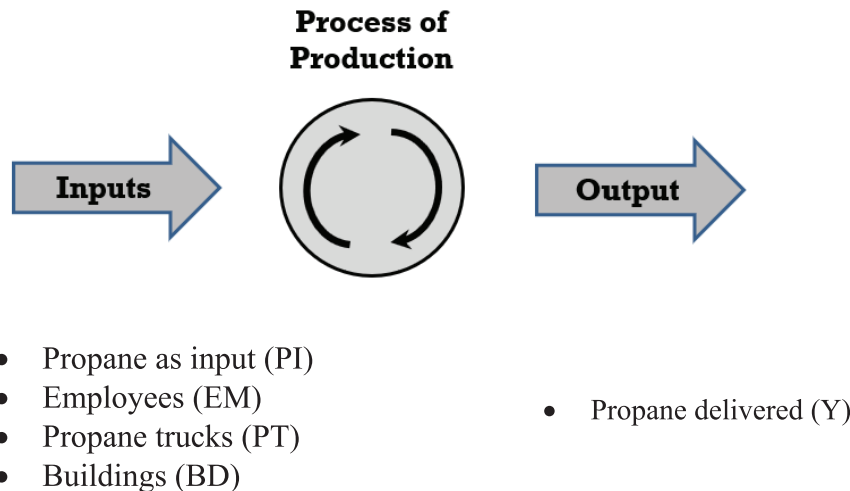 Process of
Production
Inputs
Output
• Propane as input (PI)
• Employees (EM)
• Propane trucks (PT)
• Buildings (BD)
• Propane delivered (Y)